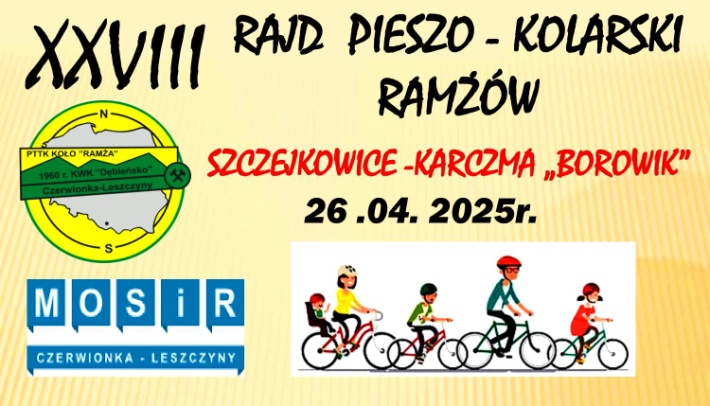 XXVIII
RAJD PIESZO - KOLARSKI
RAMŻÓW
SZCZEJKOWICE -KARCZMA „BOROWIK”
26 .04. 2025r.
N
PTTK KOŁO "RAMŻA"
1960 r. KWK "Dębieńsko"
Czerwionka-Leszczyny
S
MOSiR
CZERWIONKA - LESZCZYNY